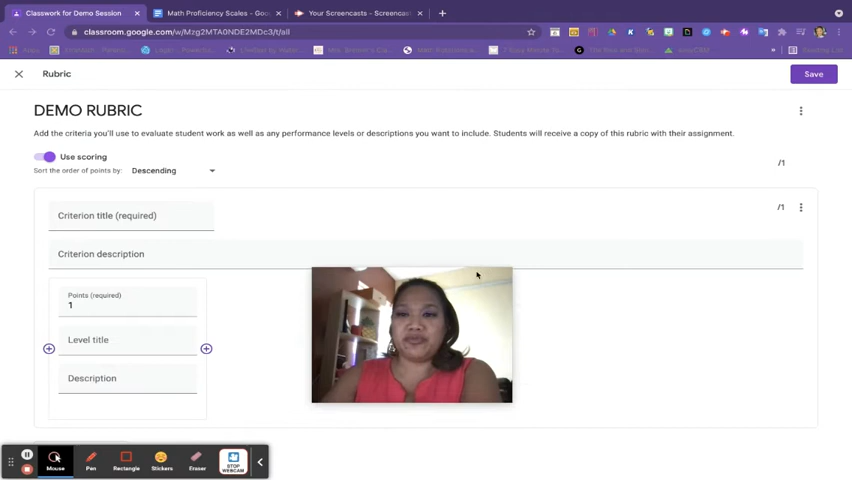 Classwork for Demo Session
Math Proficiency Scales - Goo
Your Screencasts - Screencast
classroom.google.com/w/Mzg2MTA0NDE2MDc3/t/all
Apps
Reading List
Rubric
Save
DEMO RUBRIC
Add the criteria you'll use to evaluate student work as well as any performance levels or descriptions you want to include. Students will receive a copy of this rubric with their assignment.
Use scoring
/1
Sort the order of points by:
Descending
/1
Criterion title (required)
Criterion description
Points (required)
1
Level title
Description
Mouse
Pen
Rectangle
Stickers
Eraser
STOP
WEBCAM